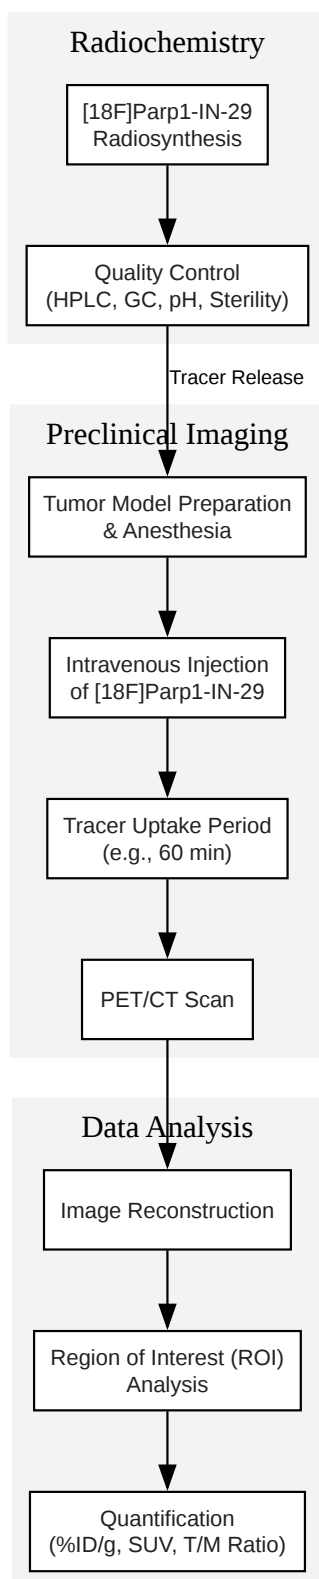 Radiochemistry
[18F]Parp1-IN-29
Radiosynthesis
Quality Control
(HPLC, GC, pH, Sterility)
Tracer Release
Preclinical Imaging
Tumor Model Preparation
& Anesthesia
Intravenous Injection
of [18F]Parp1-IN-29
Tracer Uptake Period
(e.g., 60 min)
PET/CT Scan
Data Analysis
Image Reconstruction
Region of Interest (ROI)
Analysis
Quantification
(%ID/g, SUV, T/M Ratio)